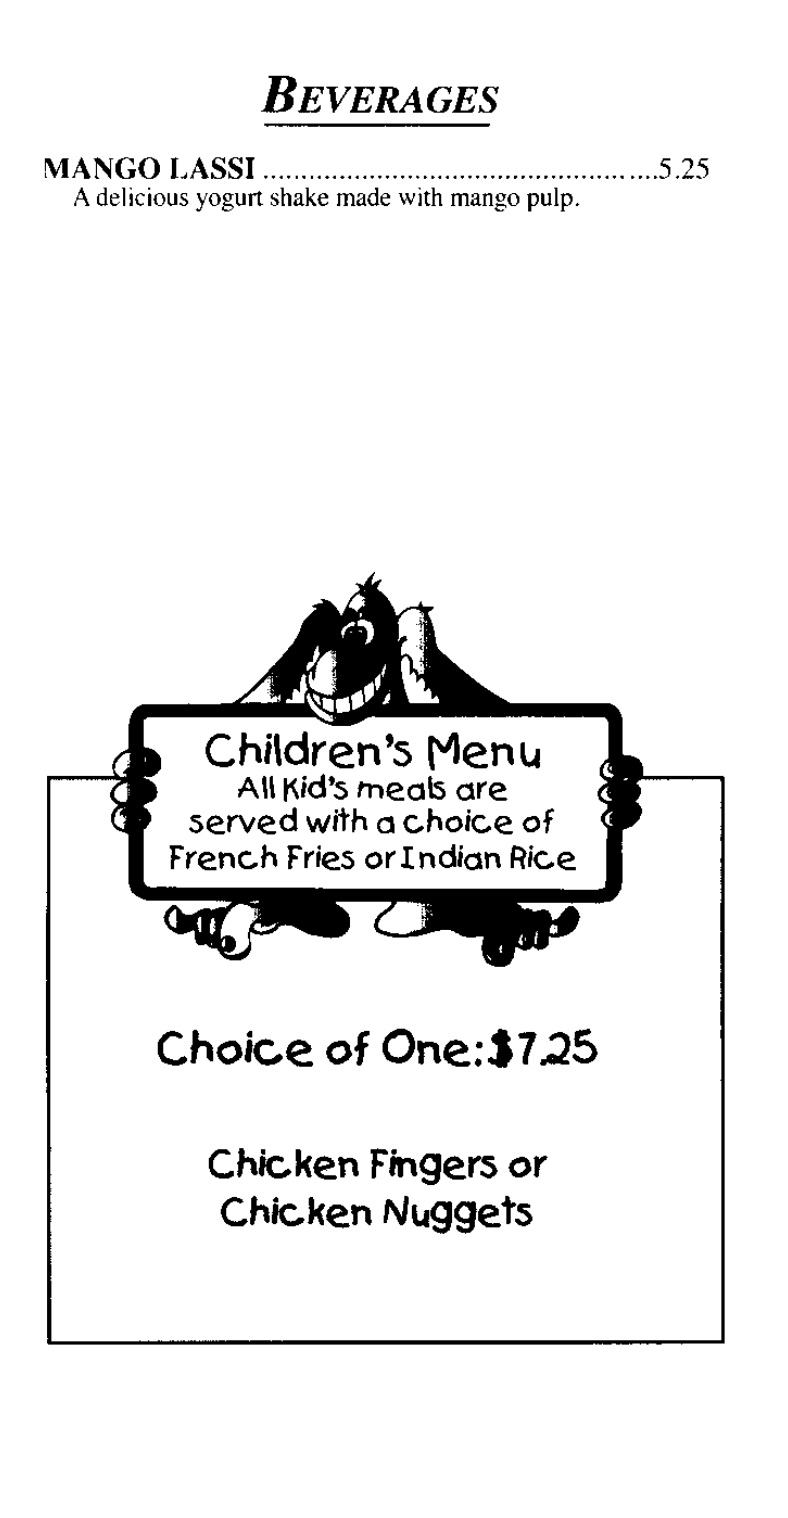 BEVERAGES
MANGO LASSI.....................................................5.25
A delicious yogurt shake made with mango pulp.
Children's Menu
All Kid's meals are
served with a choice of
French Fries or Indian Rice
Choice of One:$7.25
Chicken Fingers or
Chicken Nuggets